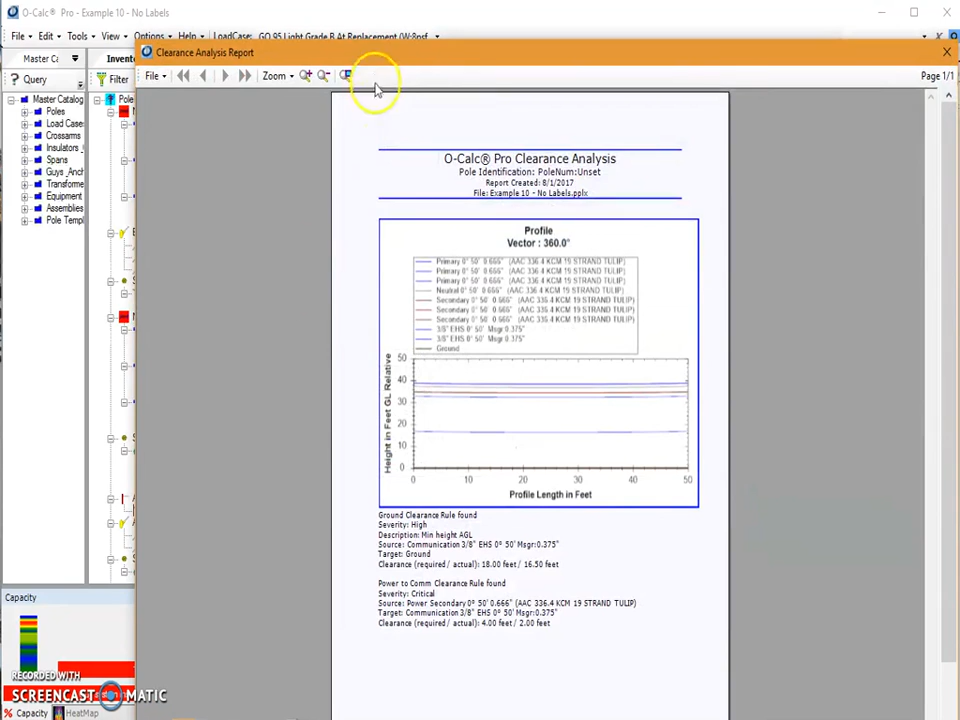 O-Calc® Pro - Example 10 - No Labels
File Edit Tools View Options Help LoadCase: GO 95 Light Grade B At Replacement (W:8psf
Clearance Analysis Report
Master Ca
Inventor
Query
Filter
File
Zoom
Page 1/1
Master Catalog
Poles
Load Case
Crossarms
Insulators
Spans
Guys_Anch
Transforme
Equipment
Assemblies
Pole Templ
Pole
O-Calc® Pro Clearance Analysis
Pole Identification: PoleNum:Unset
Report Created: 8/1/2017
File: Example 10 - No Labels.pplx
Profile
Vector : 360.0°
Primary 0° 50' 0.666" (AAC 336.4 KCM 19 STRAND TULIP)
Primary 0° 50' 0.666" (AAC 336.4 KCM 19 STRAND TULIP)
Primary 0° 50' 0.666" (AAC 336.4 KCM 19 STRAND TULIP)
Neutral 0° 50' 0.666" (AAC 336.4 KCM 19 STRAND TULIP)
Secondary 0° 50' 0.666" (AAC 336.4 KCM 19 STRAND TULIP)
Secondary 0° 50' 0.666" (AAC 336.4 KCM 19 STRAND TULIP)
Secondary 0° 50' 0.666" (AAC 336.4 KCM 19 STRAND TULIP)
3/8" EHS 0° 50' Msgr 0.375"
3/8" EHS 0° 50' Msgr 0.375"
Ground
Height in Feet GL Relative
50
40
30
20
10
0
0 10 20 30 40 50
Profile Length in Feet
Ground Clearance Rule found
Severity: High
Description: Min height AGL
Source: Communication 3/8" EHS 0° 50' Msgr:0.375"
Target: Ground
Clearance (required / actual): 18.00 feet / 16.50 feet
Power to Comm Clearance Rule found
Severity: Critical
Source: Power Secondary 0° 50' 0.666" (AAC 336.4 KCM 19 STRAND TULIP)
Target: Communication 3/8" EHS 0° 50' Msgr:0.375"
Clearance (required / actual): 4.00 feet / 2.00 feet
Capacity
RECORDED WITH
SCREENCAST MATIC
Capacity HeatMap